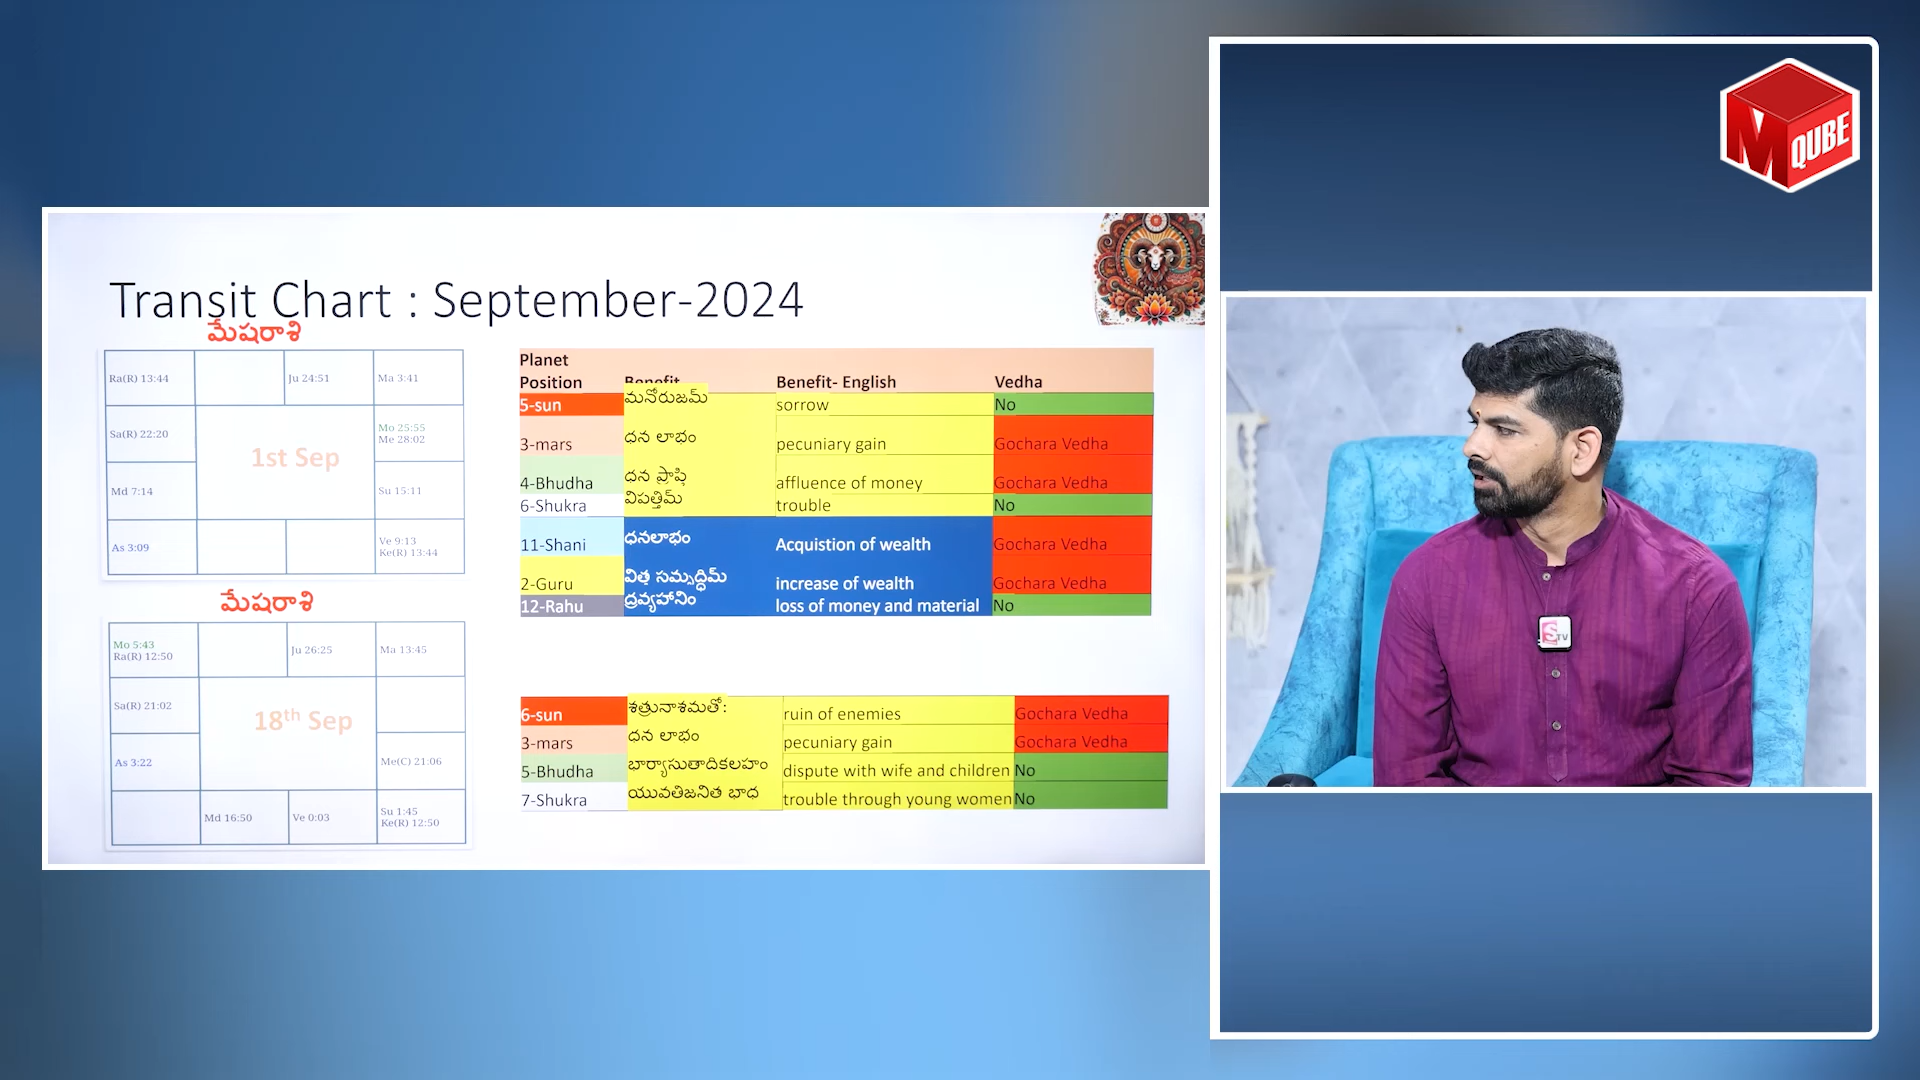 Transit Chart : September-2024
మేషరాశి
Ra(R) 13:44
Ju 24:51
Ma 3:41
Sa(R) 22:20
1st Sep
Mo 25:55
Me 28:02
Md 7:14
Su 15:11
As 3:09
Ve 9:13
Ke(R) 13:44
మేషరాశి
Mo 5:43
Ra(R) 12:50
Ju 26:25
Ma 13:45
Sa(R) 21:02
18th Sep
As 3:22
Me(C) 21:06
Md 16:50
Ve 0:03
Su 1:45
Ke(R) 12:50
Planet
Position Benefit Benefit- English Vedha
5-sun మనోరుజమ్ sorrow No
3-mars ధన లాభం pecuniary gain Gochara Vedha
4-Bhudha ధన ప్రాప్తి affluence of money Gochara Vedha
6-Shukra విపత్తిమ్ trouble No
11-Shani ధనలాభం Acquistion of wealth Gochara Vedha
2-Guru విత్త సమృద్ధిమ్ increase of wealth Gochara Vedha
12-Rahu ద్రవ్యహానిం loss of money and material No
6-sun శత్రునాశమతో: ruin of enemies Gochara Vedha
3-mars ధన లాభం pecuniary gain Gochara Vedha
5-Bhudha భార్యాసుతాదికలహం dispute with wife and children No
7-Shukra యువతిజనిత భాధ trouble through young women No
M QUBE
S TV